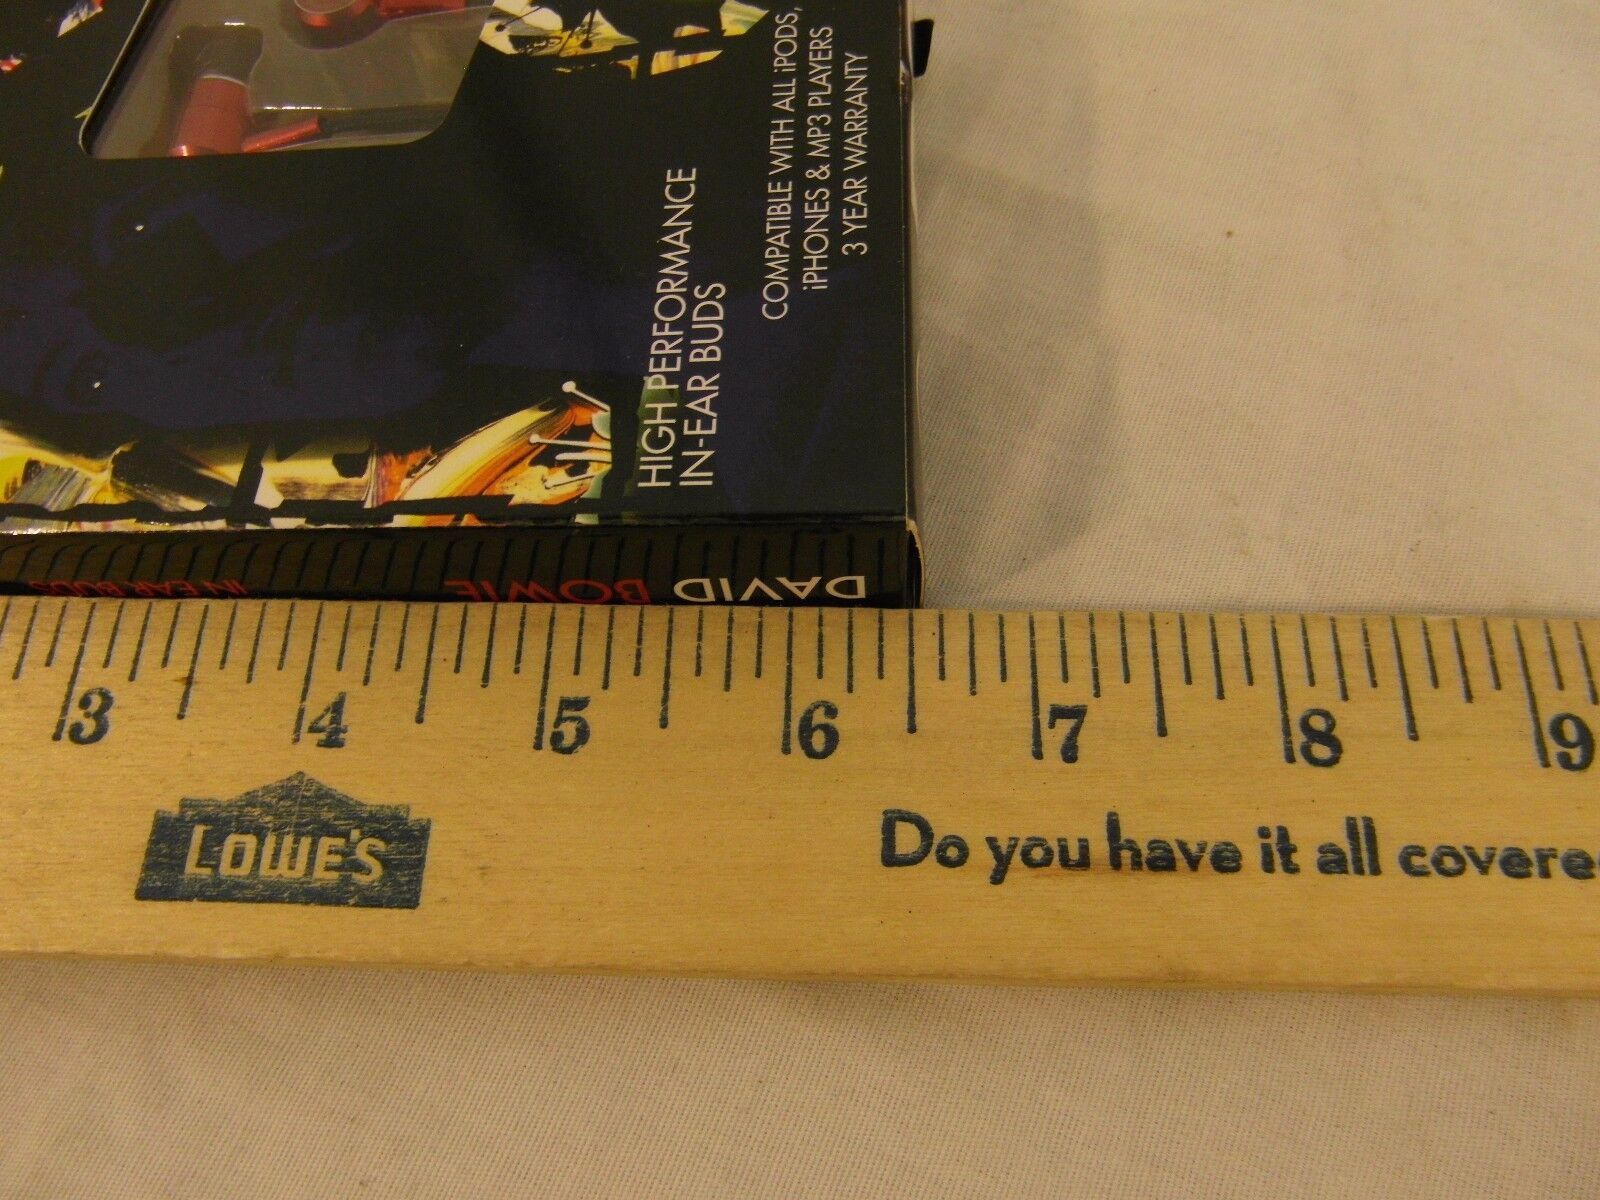 COMPATIBLE WITH ALL iPODS,
iPHONES & MP3 PLAYERS
3 YEAR WARRANTY
HIGH PERFORMANCE
IN-EAR BUDS
DAVID BOWIE
IN EAR BUDS
3 4 5 6 7 8 9
LOWE'S
Do you have it all covere